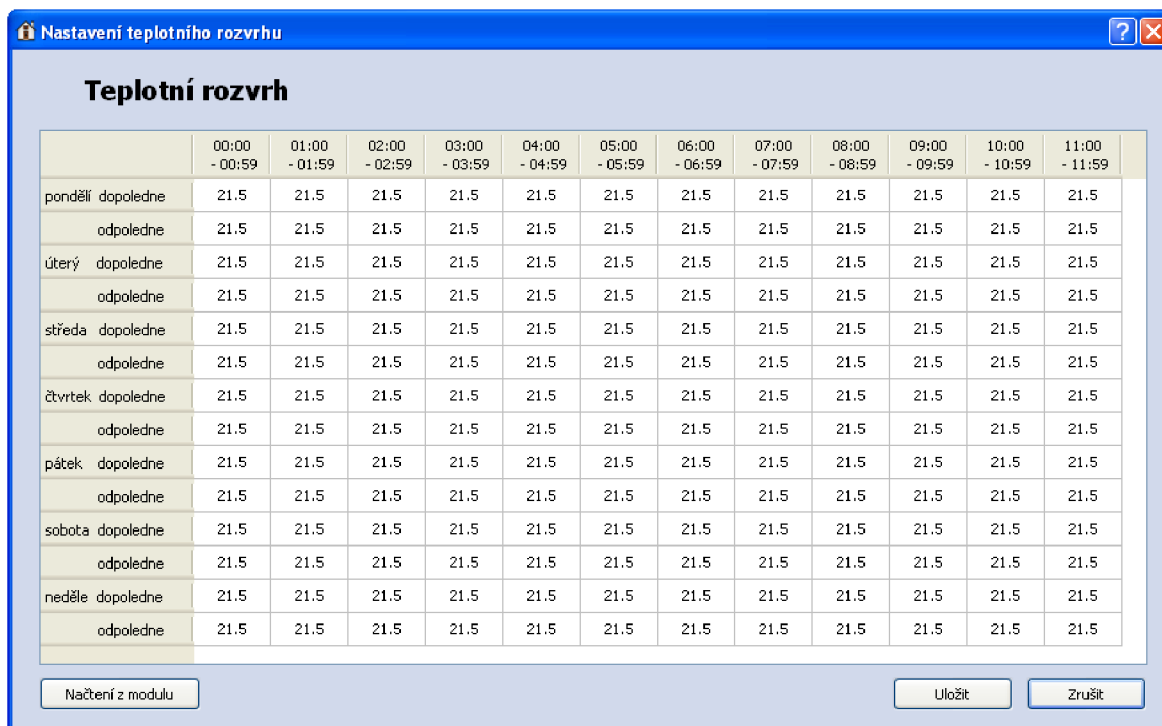 Nastavení teplotního rozvrhu
Teplotní rozvrh
00:00 01:00 02:00 03:00 04:00 05:00 06:00 07:00 08:00 09:00 10:00 11:00
- 00:59 - 01:59 - 02:59 - 03:59 - 04:59 - 05:59 - 06:59 - 07:59 - 08:59 - 09:59 - 10:59 - 11:59
pondělí dopoledne 21.5 21.5 21.5 21.5 21.5 21.5 21.5 21.5 21.5 21.5 21.5 21.5
odpoledne 21.5 21.5 21.5 21.5 21.5 21.5 21.5 21.5 21.5 21.5 21.5 21.5
úterý dopoledne 21.5 21.5 21.5 21.5 21.5 21.5 21.5 21.5 21.5 21.5 21.5 21.5
odpoledne 21.5 21.5 21.5 21.5 21.5 21.5 21.5 21.5 21.5 21.5 21.5 21.5
středa dopoledne 21.5 21.5 21.5 21.5 21.5 21.5 21.5 21.5 21.5 21.5 21.5 21.5
odpoledne 21.5 21.5 21.5 21.5 21.5 21.5 21.5 21.5 21.5 21.5 21.5 21.5
čtvrtek dopoledne 21.5 21.5 21.5 21.5 21.5 21.5 21.5 21.5 21.5 21.5 21.5 21.5
odpoledne 21.5 21.5 21.5 21.5 21.5 21.5 21.5 21.5 21.5 21.5 21.5 21.5
pátek dopoledne 21.5 21.5 21.5 21.5 21.5 21.5 21.5 21.5 21.5 21.5 21.5 21.5
odpoledne 21.5 21.5 21.5 21.5 21.5 21.5 21.5 21.5 21.5 21.5 21.5 21.5
sobota dopoledne 21.5 21.5 21.5 21.5 21.5 21.5 21.5 21.5 21.5 21.5 21.5 21.5
odpoledne 21.5 21.5 21.5 21.5 21.5 21.5 21.5 21.5 21.5 21.5 21.5 21.5
neděle dopoledne 21.5 21.5 21.5 21.5 21.5 21.5 21.5 21.5 21.5 21.5 21.5 21.5
odpoledne 21.5 21.5 21.5 21.5 21.5 21.5 21.5 21.5 21.5 21.5 21.5 21.5
Načtení z modulu Uložit Zrušit